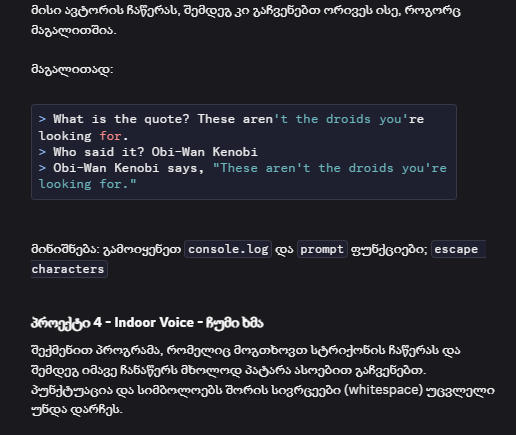 მისი ავტორის ჩაწერას, შემდეგ კი გაჩვენებთ ორივეს ისე, როგორც
მაგალითშია.
მაგალითად:
> What is the quote? These aren't the droids you're
looking for.
> Who said it? Obi-Wan Kenobi
> Obi-Wan Kenobi says, "These aren't the droids you're
looking for."
მინიშნება: გამოიყენეთ console.log და prompt ფუნქციები; escape
characters
პროექტი 4 - Indoor Voice - ჩუმი ხმა
შექმენით პროგრამა, რომელიც მოგთხოვთ სტრიქონის ჩაწერას და
შემდეგ იმავე ჩანაწერს მხოლოდ პატარა ასოებით გაჩვენებთ.
პუნქტუაცია და სიმბოლოებს შორის სივრცეები (whitespace) უცვლელი
უნდა დარჩეს.